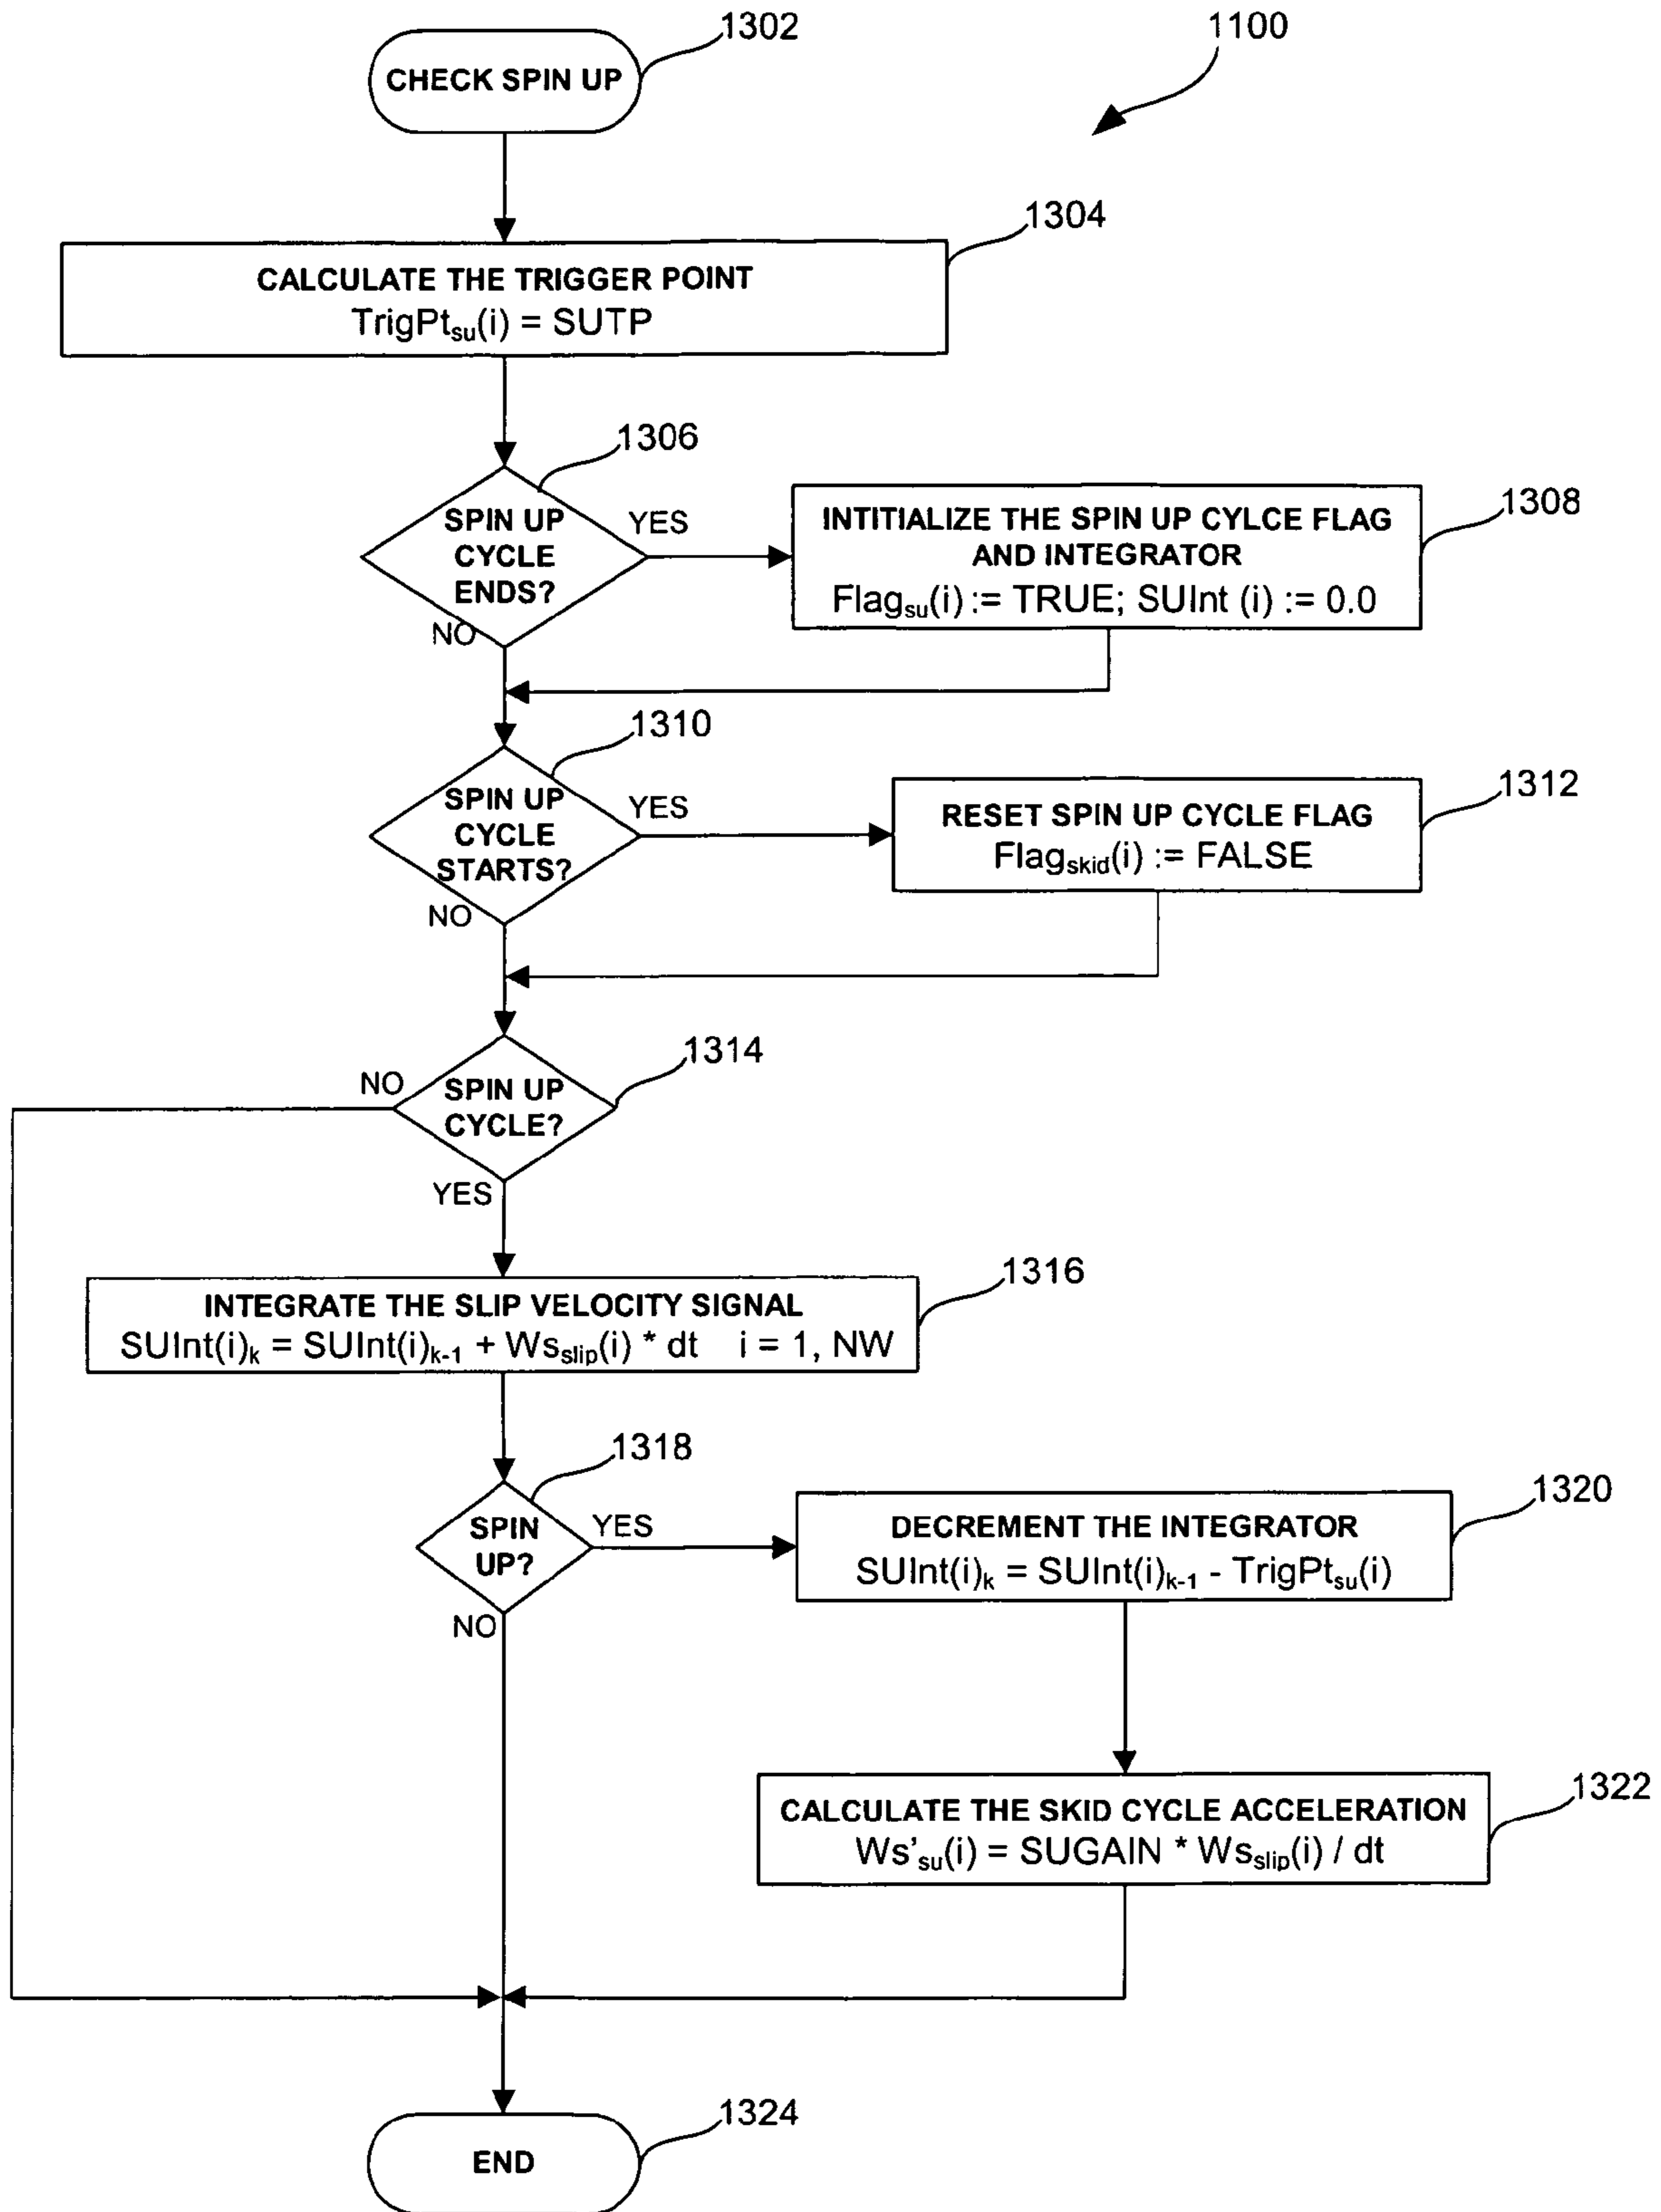 1302
1100
CHECK SPIN UP
1304
CALCULATE THE TRIGGER POINT
TrigPtsu(i) = SUTP
1306
SPIN UP
CYCLE
ENDS?
YES
NO
1308
INTITIALIZE THE SPIN UP CYLCE FLAG
AND INTEGRATOR
Flagsu(i) := TRUE; SUInt (i) := 0.0
1310
SPIN UP
CYCLE
STARTS?
YES
NO
1312
RESET SPIN UP CYCLE FLAG
Flagskid(i) := FALSE
1314
NO
SPIN UP
CYCLE?
YES
1316
INTEGRATE THE SLIP VELOCITY SIGNAL
SUInt(i)k = SUInt(i)k-1 + Wsslip(i) * dt i = 1, NW
1318
SPIN
UP?
YES
NO
1320
DECREMENT THE INTEGRATOR
SUInt(i)k = SUInt(i)k-1 - TrigPtsu(i)
1322
CALCULATE THE SKID CYCLE ACCELERATION
Ws'su(i) = SUGAIN * Wsslip(i) / dt
1324
END